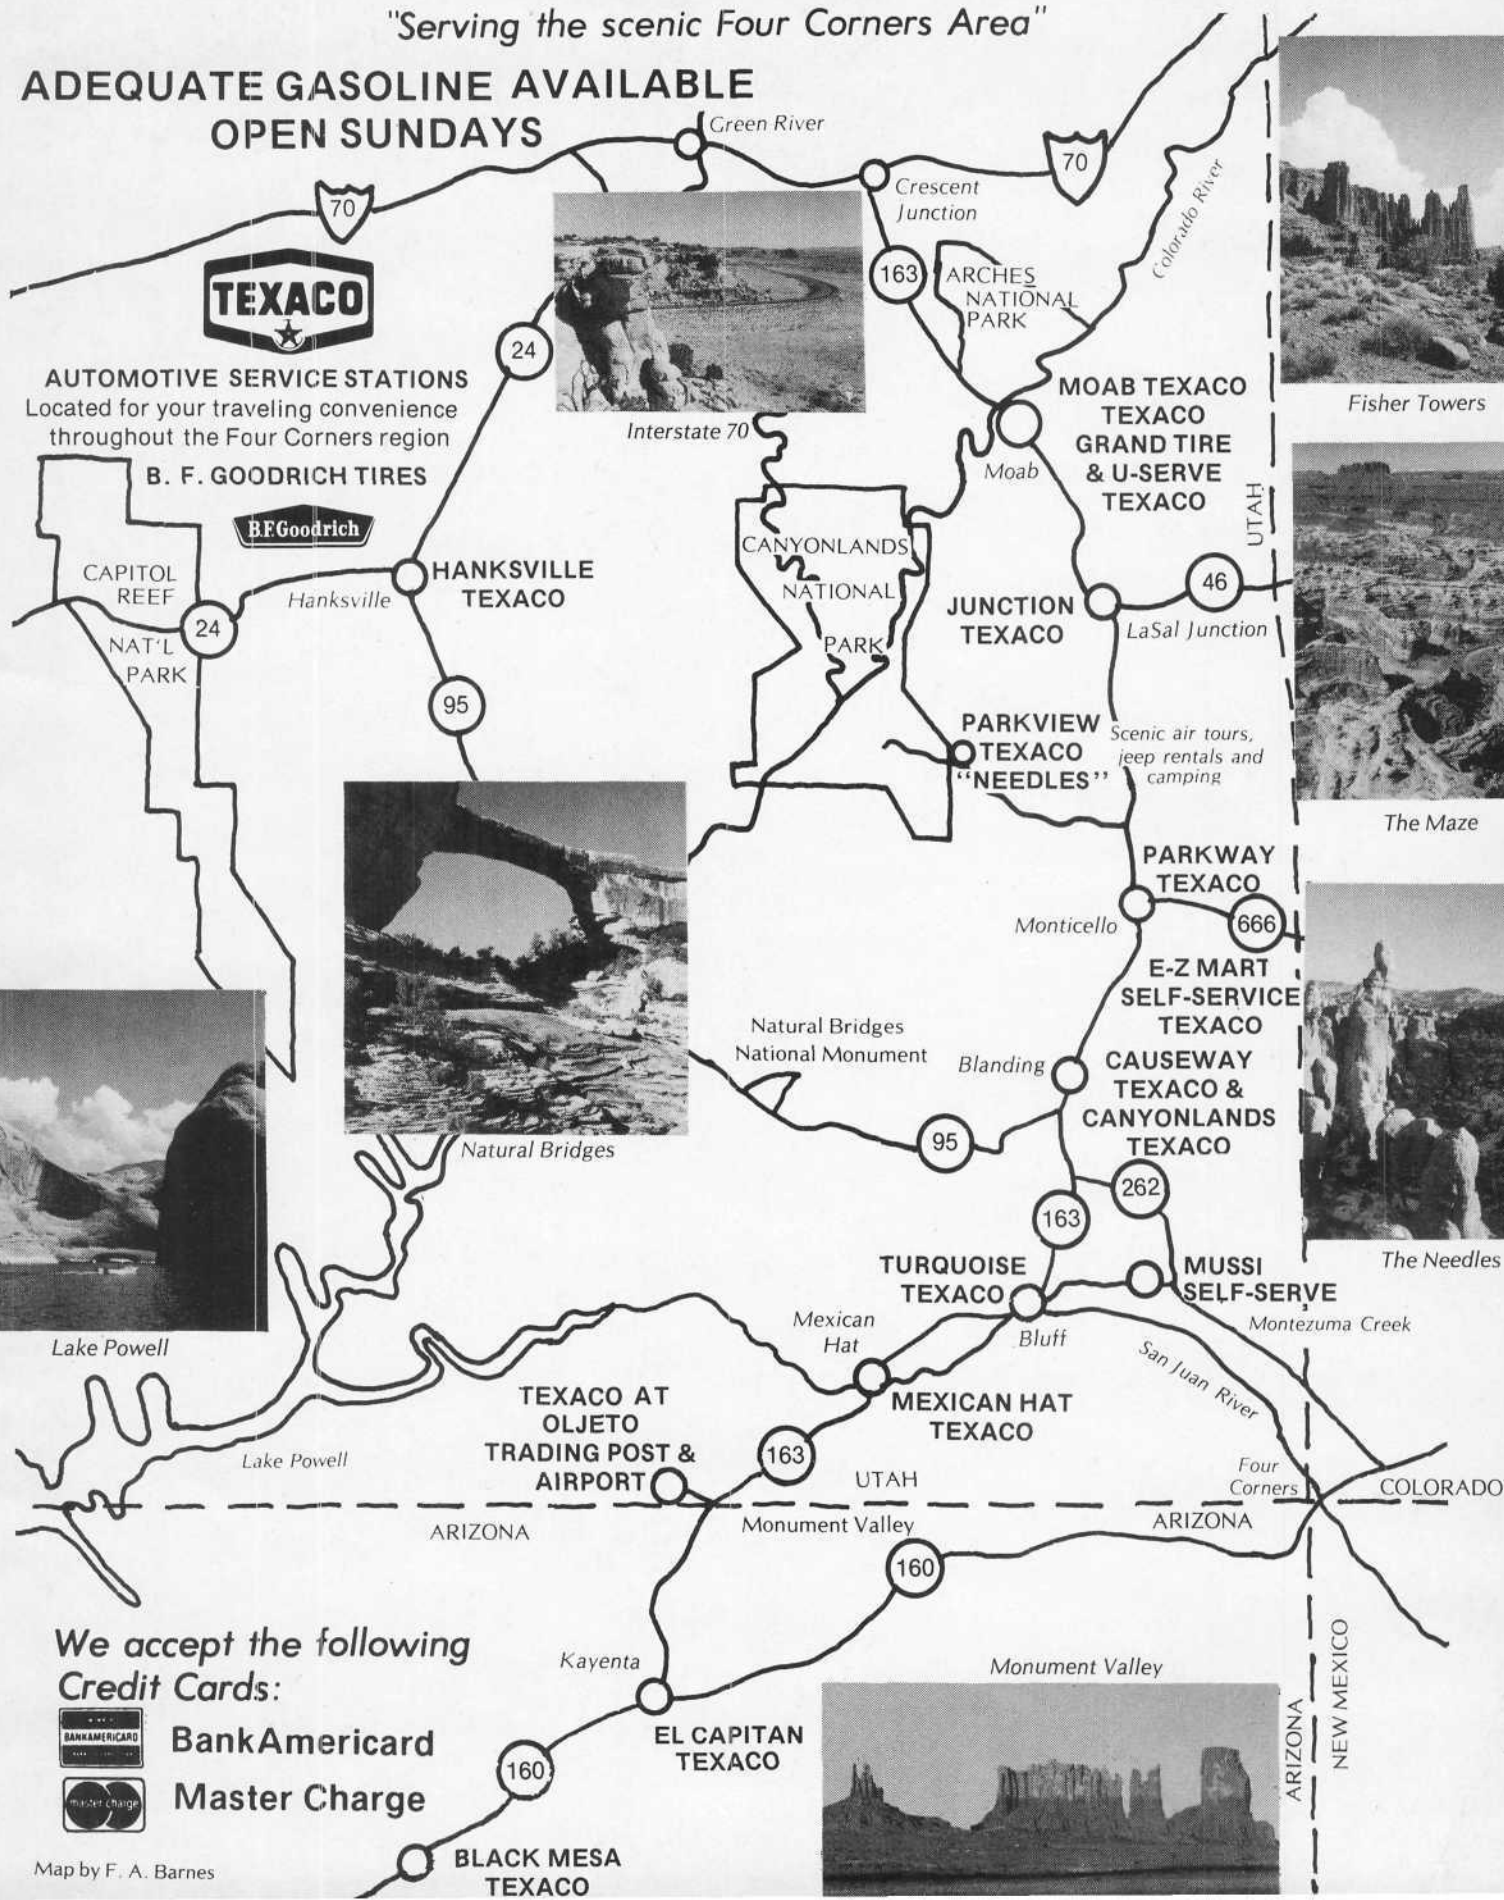 "Serving the scenic Four Corners Area"
ADEQUATE GASOLINE AVAILABLE
OPEN SUNDAYS
Green River
70
Crescent
Junction
70
Colorado River
TEXACO
163
ARCHES
NATIONAL
PARK
24
AUTOMOTIVE SERVICE STATIONS
Located for your traveling convenience
throughout the Four Corners region
B. F. GOODRICH TIRES
B.F.Goodrich
Interstate 70
Fisher Towers
MOAB TEXACO
TEXACO
GRAND TIRE
& U-SERVE
TEXACO
Moab
UTAH
CAPITOL
REEF
NAT'L
PARK
24
Hanksville
HANKSVILLE
TEXACO
CANYONLANDS
NATIONAL
PARK
JUNCTION
TEXACO
46
LaSal Junction
95
PARKVIEW
TEXACO
"NEEDLES"
Scenic air tours,
jeep rentals and
camping
The Maze
PARKWAY
TEXACO
Monticello
666
E-Z MART
SELF-SERVICE
TEXACO
Natural Bridges
National Monument
Blanding
CAUSEWAY
TEXACO &
CANYONLANDS
TEXACO
95
Natural Bridges
262
163
The Needles
TURQUOISE
TEXACO
MUSSI
SELF-SERVE
Montezuma Creek
Mexican
Hat
Bluff
San Juan River
Lake Powell
TEXACO AT
OLJETO
TRADING POST &
AIRPORT
MEXICAN HAT
TEXACO
163
Lake Powell
UTAH
Four
Corners
COLORADO
ARIZONA
Monument Valley
ARIZONA
160
We accept the following
Credit Cards:
BANKAMERICARD
BankAmericard
master charge
Master Charge
Kayenta
Monument Valley
NEW MEXICO
ARIZONA
EL CAPITAN
TEXACO
160
BLACK MESA
TEXACO
Map by F. A. Barnes